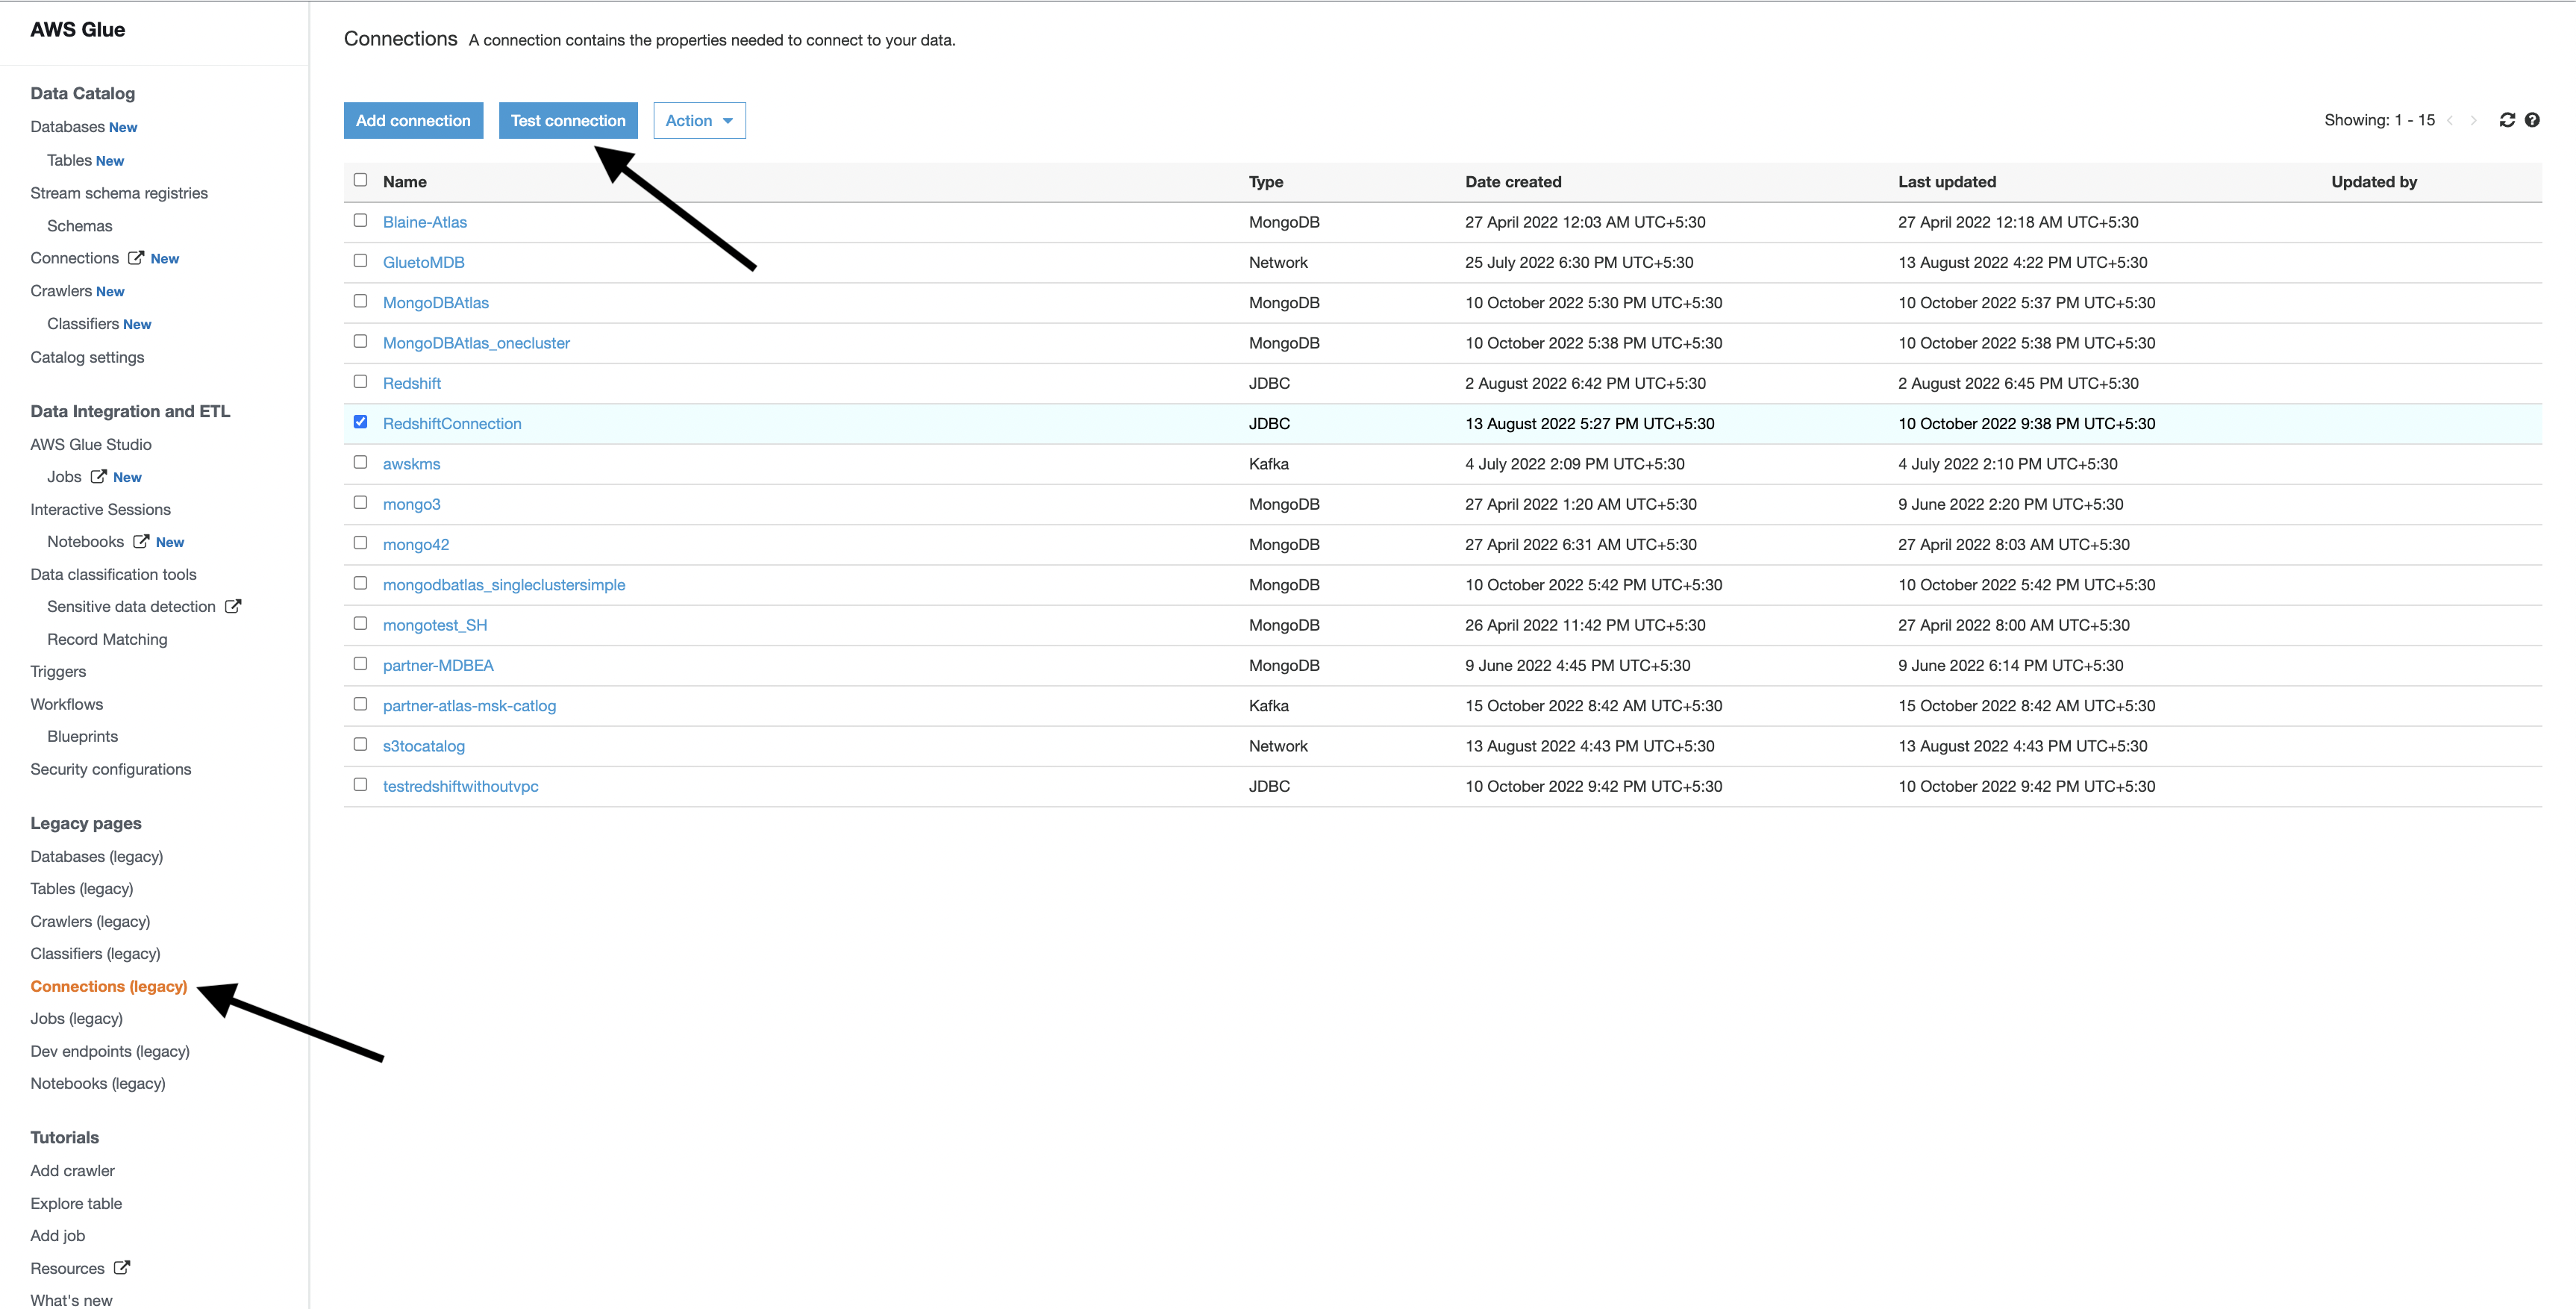 AWS Glue
Data Catalog
Databases New
Tables New
Stream schema registries
Schemas
Connections New
Crawlers New
Classifiers New
Catalog settings
Data Integration and ETL
AWS Glue Studio
Jobs New
Interactive Sessions
Notebooks New
Data classification tools
Sensitive data detection
Record Matching
Triggers
Workflows
Blueprints
Security configurations
Legacy pages
Databases (legacy)
Tables (legacy)
Crawlers (legacy)
Classifiers (legacy)
Connections (legacy)
Jobs (legacy)
Dev endpoints (legacy)
Notebooks (legacy)
Tutorials
Add crawler
Explore table
Add job
Resources
What's new
Connections A connection contains the properties needed to connect to your data.
Add connection Test connection Action Showing: 1 - 15
Name Type Date created Last updated Updated by
Blaine-Atlas MongoDB 27 April 2022 12:03 AM UTC+5:30 27 April 2022 12:18 AM UTC+5:30
GluetoMDB Network 25 July 2022 6:30 PM UTC+5:30 13 August 2022 4:22 PM UTC+5:30
MongoDBAtlas MongoDB 10 October 2022 5:30 PM UTC+5:30 10 October 2022 5:37 PM UTC+5:30
MongoDBAtlas_onecluster MongoDB 10 October 2022 5:38 PM UTC+5:30 10 October 2022 5:38 PM UTC+5:30
Redshift JDBC 2 August 2022 6:42 PM UTC+5:30 2 August 2022 6:45 PM UTC+5:30
RedshiftConnection JDBC 13 August 2022 5:27 PM UTC+5:30 10 October 2022 9:38 PM UTC+5:30
awskms Kafka 4 July 2022 2:09 PM UTC+5:30 4 July 2022 2:10 PM UTC+5:30
mongo3 MongoDB 27 April 2022 1:20 AM UTC+5:30 9 June 2022 2:20 PM UTC+5:30
mongo42 MongoDB 27 April 2022 6:31 AM UTC+5:30 27 April 2022 8:03 AM UTC+5:30
mongodbatlas_singleclustersimple MongoDB 10 October 2022 5:42 PM UTC+5:30 10 October 2022 5:42 PM UTC+5:30
mongotest_SH MongoDB 26 April 2022 11:42 PM UTC+5:30 27 April 2022 8:00 AM UTC+5:30
partner-MDBEA MongoDB 9 June 2022 4:45 PM UTC+5:30 9 June 2022 6:14 PM UTC+5:30
partner-atlas-msk-catlog Kafka 15 October 2022 8:42 AM UTC+5:30 15 October 2022 8:42 AM UTC+5:30
s3tocatalog Network 13 August 2022 4:43 PM UTC+5:30 13 August 2022 4:43 PM UTC+5:30
testredshiftwithoutvpc JDBC 10 October 2022 9:42 PM UTC+5:30 10 October 2022 9:42 PM UTC+5:30